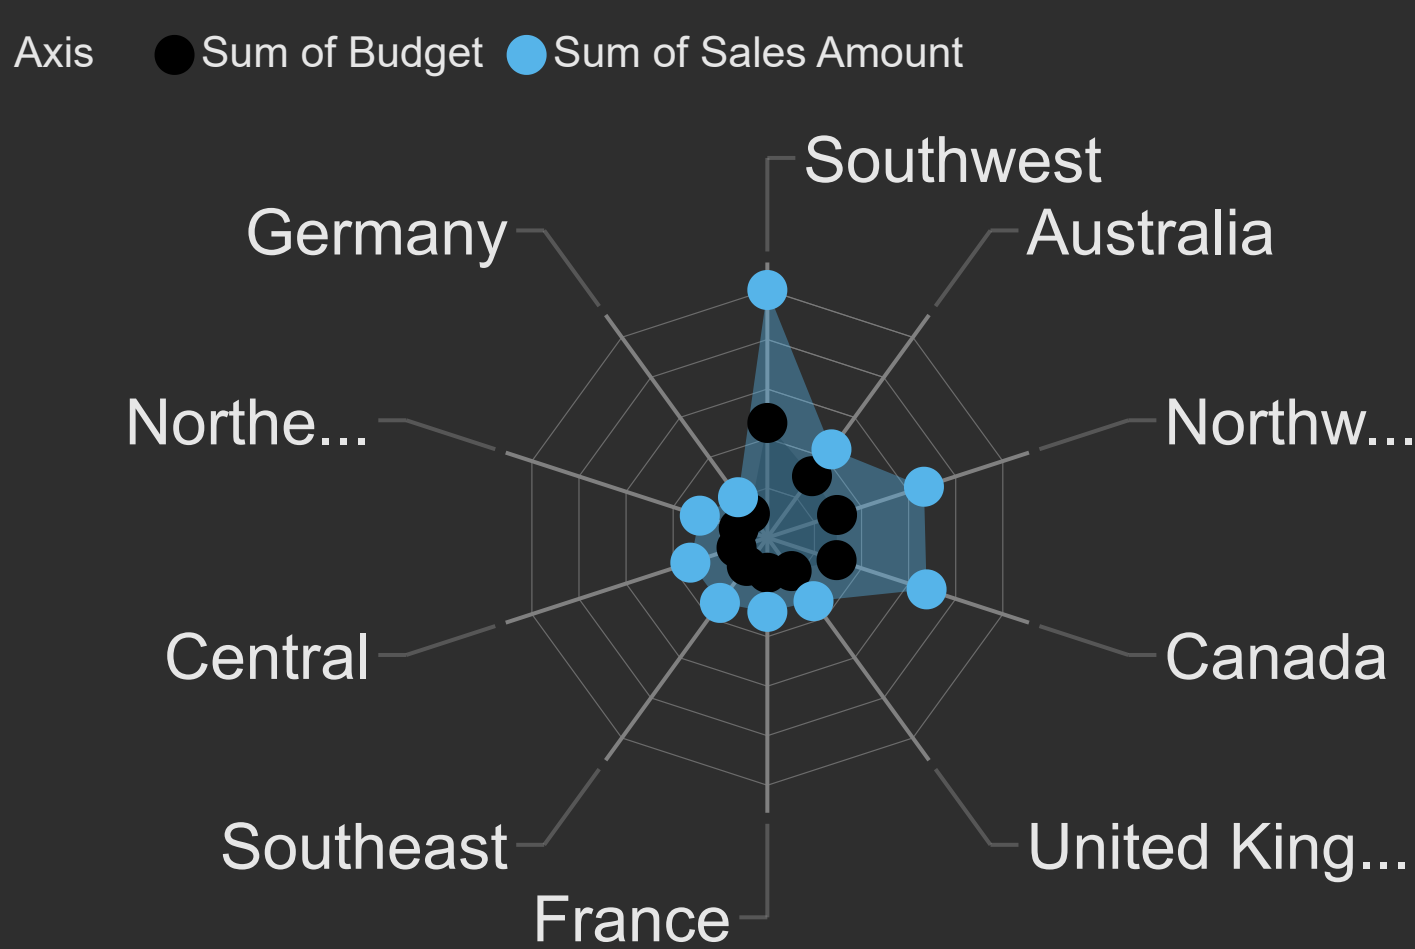 Axis Sum of Budget Sum of Sales Amount
Southwest
Germany
Australia
Northe...
Northw...
Central
Canada
Southeast
United King...
France